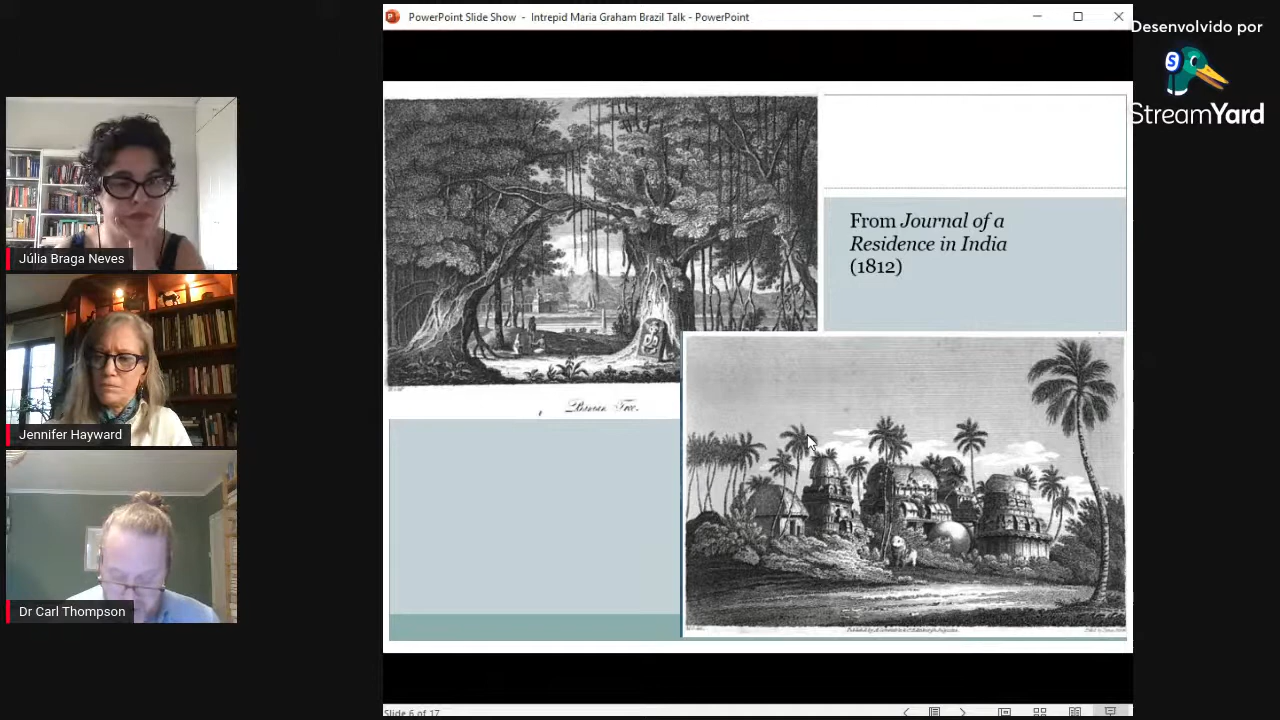 PowerPoint Slide Show - Intrepid Maria Graham Brazil Talk - PowerPoint
Desenvolvido por
StreamYard
Júlia Braga Neves
Jennifer Hayward
Dr Carl Thompson
From Journal of a
Residence in India
(1812)
Tree.
Slide 6 of 17